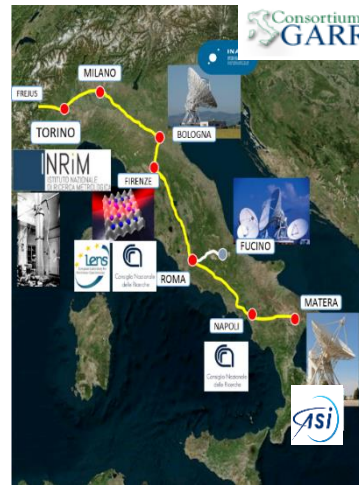 Consortium
GARR
INAF
MILANO
FREJUS
TORINO
BOLOGNA
INRIM
ISTITUTO NAZIONALE
DI RICERCA METROLOGICA
FIRENZE
FUCINO
Lens
Consiglio Nazionale
delle Ricerche
ROMA
MATERA
NAPOLI
Consiglio Nazionale
delle Ricerche
asi